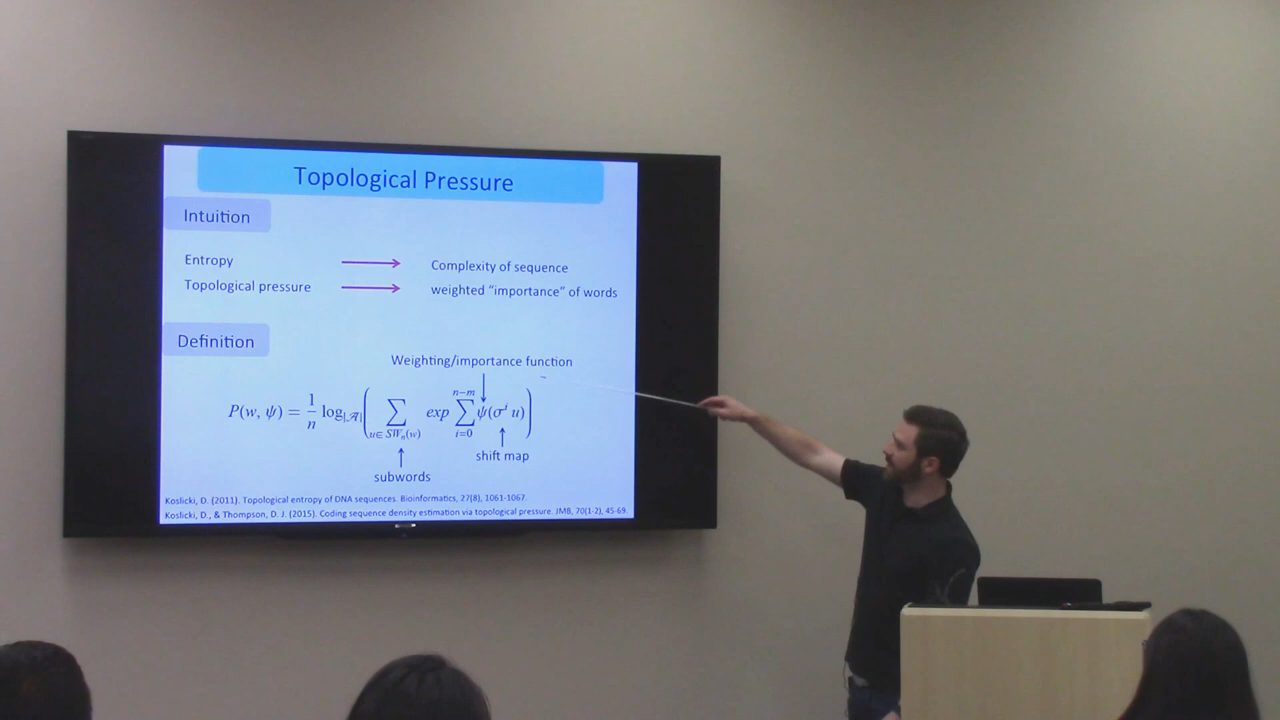 Topological Pressure
Intuition
Entropy → Complexity of sequence
Topological pressure → weighted “importance” of words
Definition
Weighting/importance function
P(w, ψ) = 1/n log|𝒜| ( ∑ u∈ SWₙ(w) exp ∑ i=0 n−m ψ(σⁱ u) )
shift map
subwords
Koslicki, D. (2011). Topological entropy of DNA sequences. Bioinformatics, 27(8), 1061-1067.
Koslicki, D., & Thompson, D. J. (2015). Coding sequence density estimation via topological pressure. JMB, 70(1-2), 45-69.